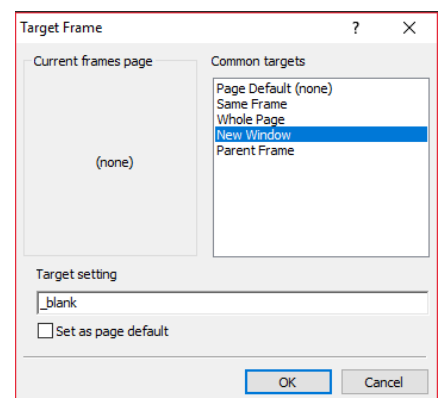 Target Frame ? X
Current frames page
(none)
Common targets
Page Default (none)
Same Frame
Whole Page
New Window
Parent Frame
Target setting
_blank
Set as page default
OK Cancel